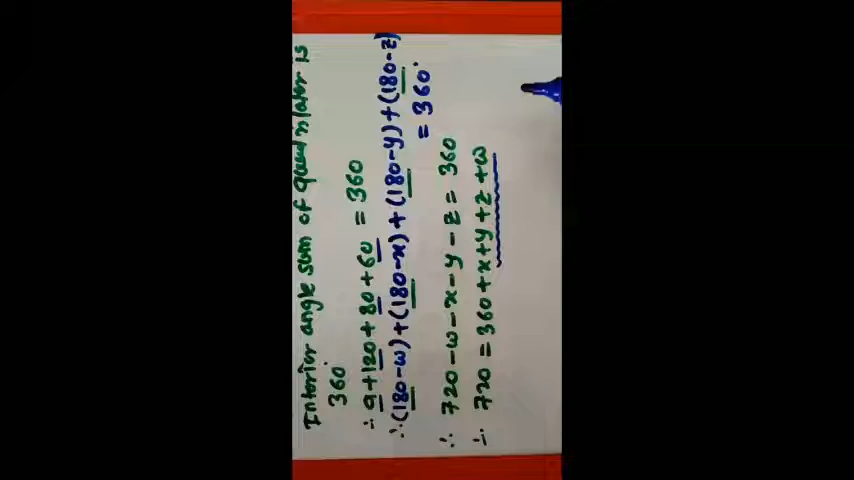 Interior angle sum of quadrilater is
360°
∴ a+120+80+60 = 360
∴(180-w)+(180-x)+(180-y)+(180-z)
= 360°
∴ 720-w-x-y-z = 360
∴ 720 = 360+x+y+z+w